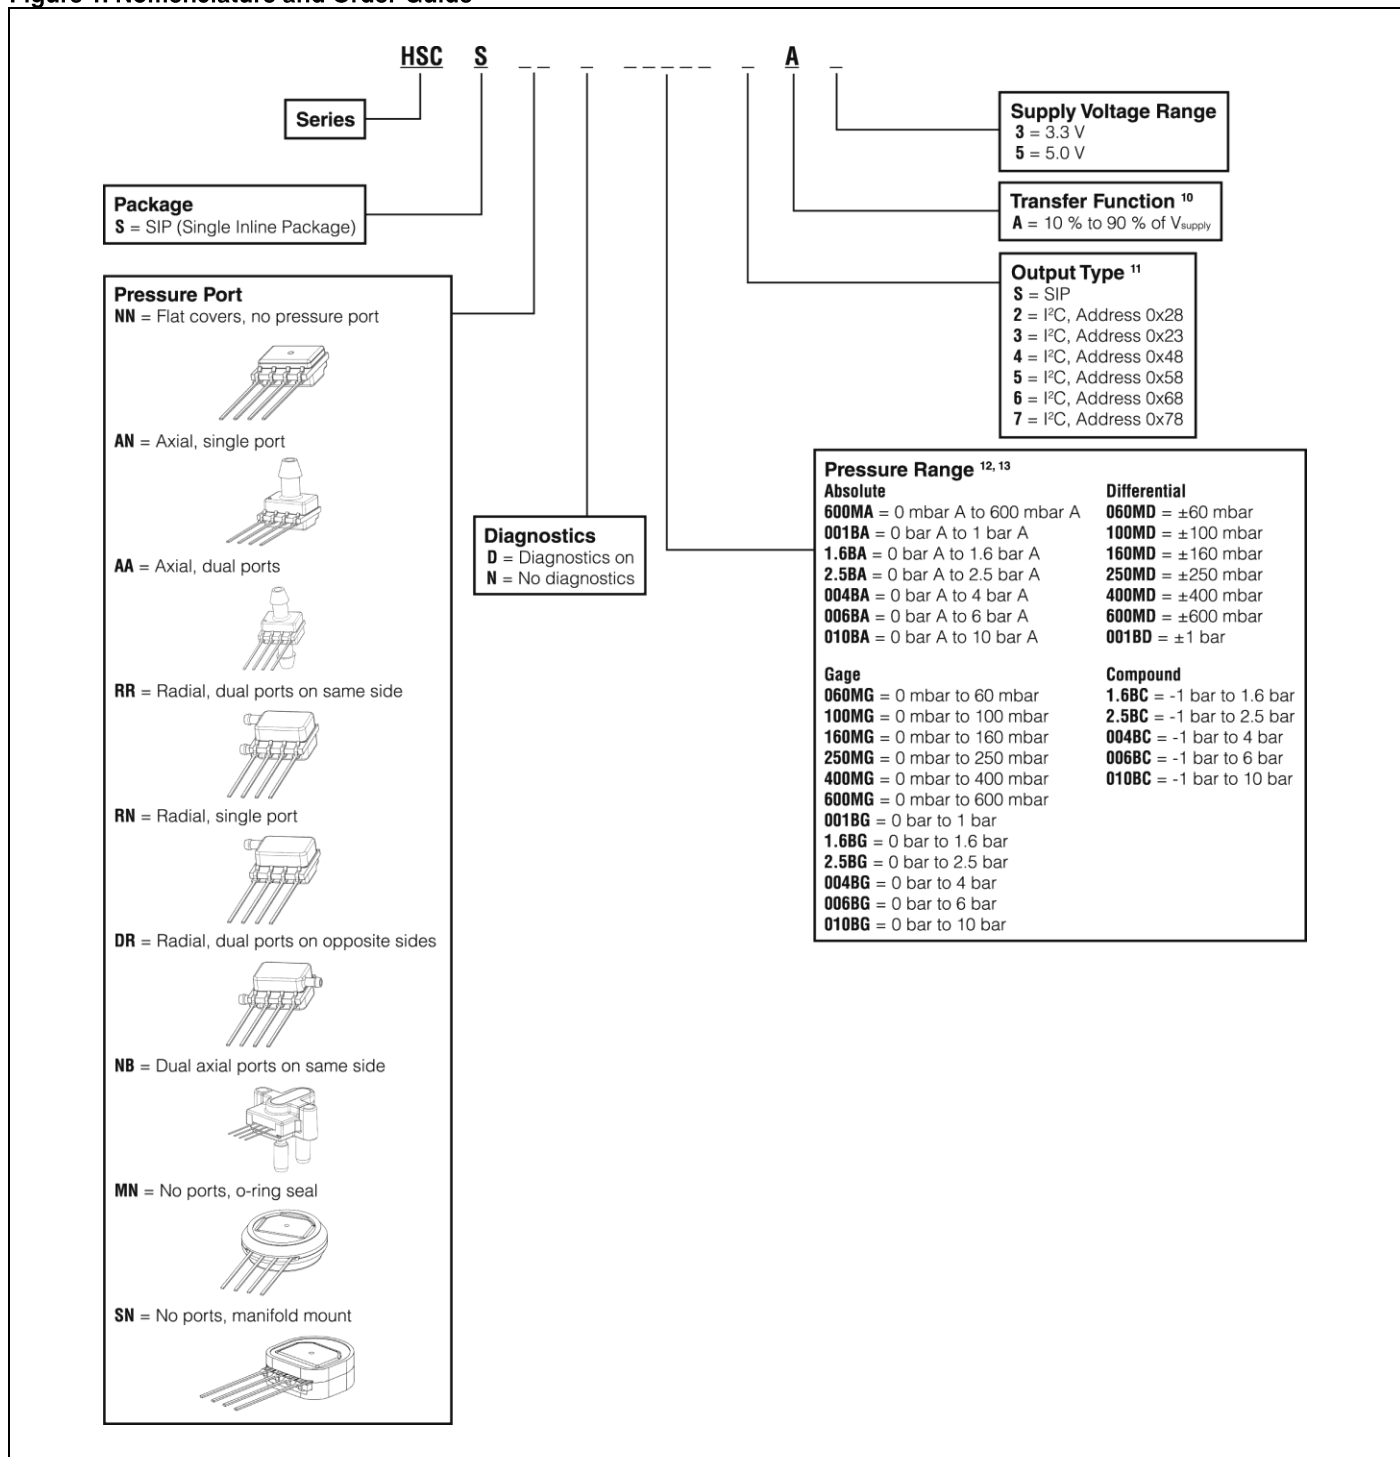 HSC S _ _ _ _ _ _ _ _ _ A _
Series
Supply Voltage Range
3 = 3.3 V
5 = 5.0 V
Package
S = SIP (Single Inline Package)
Transfer Function 10
A = 10 % to 90 % of Vsupply
Output Type 11
S = SIP
2 = I²C, Address 0x28
3 = I²C, Address 0x23
4 = I²C, Address 0x48
5 = I²C, Address 0x58
6 = I²C, Address 0x68
7 = I²C, Address 0x78
Pressure Port
NN = Flat covers, no pressure port
AN = Axial, single port
AA = Axial, dual ports
RR = Radial, dual ports on same side
RN = Radial, single port
DR = Radial, dual ports on opposite sides
NB = Dual axial ports on same side
MN = No ports, o-ring seal
SN = No ports, manifold mount
Diagnostics
D = Diagnostics on
N = No diagnostics
Pressure Range 12, 13
Absolute
600MA = 0 mbar A to 600 mbar A
001BA = 0 bar A to 1 bar A
1.6BA = 0 bar A to 1.6 bar A
2.5BA = 0 bar A to 2.5 bar A
004BA = 0 bar A to 4 bar A
006BA = 0 bar A to 6 bar A
010BA = 0 bar A to 10 bar A
Differential
060MD = ±60 mbar
100MD = ±100 mbar
160MD = ±160 mbar
250MD = ±250 mbar
400MD = ±400 mbar
600MD = ±600 mbar
001BD = ±1 bar
Gage
060MG = 0 mbar to 60 mbar
100MG = 0 mbar to 100 mbar
160MG = 0 mbar to 160 mbar
250MG = 0 mbar to 250 mbar
400MG = 0 mbar to 400 mbar
600MG = 0 mbar to 600 mbar
001BG = 0 bar to 1 bar
1.6BG = 0 bar to 1.6 bar
2.5BG = 0 bar to 2.5 bar
004BG = 0 bar to 4 bar
006BG = 0 bar to 6 bar
010BG = 0 bar to 10 bar
Compound
1.6BC = -1 bar to 1.6 bar
2.5BC = -1 bar to 2.5 bar
004BC = -1 bar to 4 bar
006BC = -1 bar to 6 bar
010BC = -1 bar to 10 bar